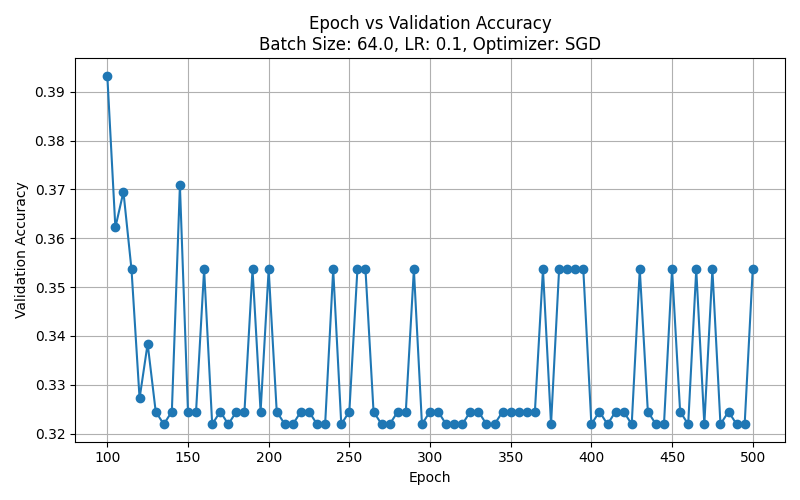 Epoch vs Validation Accuracy
Batch Size: 64.0, LR: 0.1, Optimizer: SGD
Validation Accuracy
0.39
0.38
0.37
0.36
0.35
0.34
0.33
0.32
100 150 200 250 300 350 400 450 500
Epoch